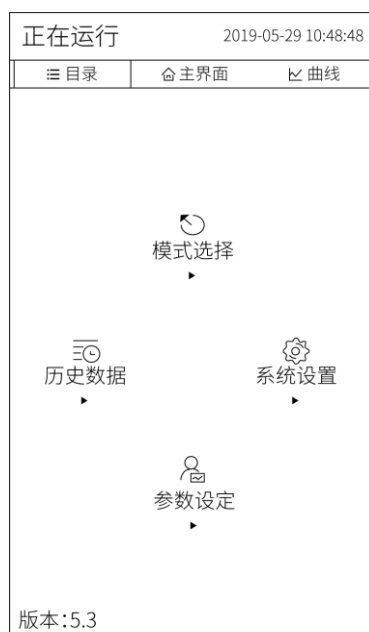 正在运行 2019-05-29 10:48:48
目录 主界面 曲线
模式选择
历史数据 系统设置
参数设定
版本:5.3